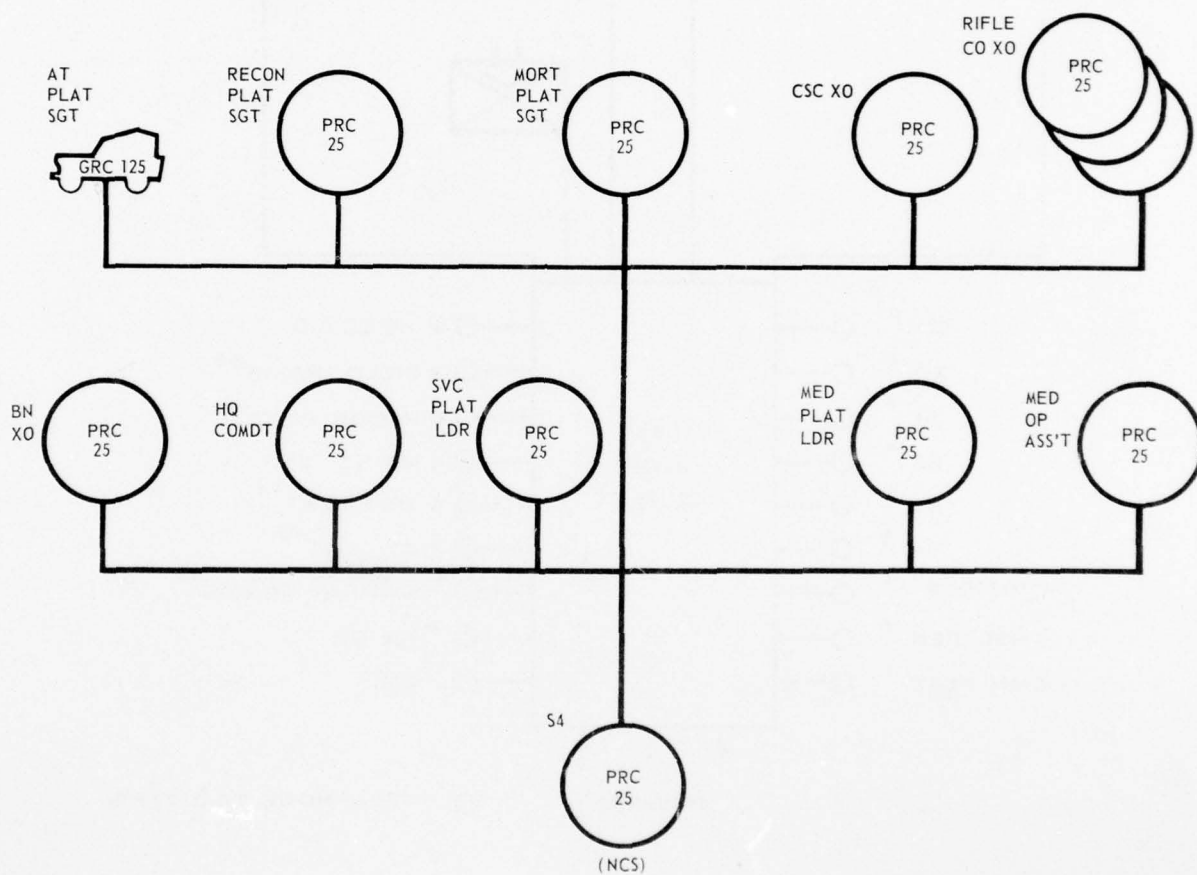 RIFLE
CO XO
PRC
25
AT
PLAT
SGT
GRC 125
RECON
PLAT
SGT
PRC
25
MORT
PLAT
SGT
PRC
25
CSC XO
PRC
25
BN
XO
PRC
25
HQ
COMDT
PRC
25
SVC
PLAT
LDR
PRC
25
MED
PLAT
LDR
PRC
25
MED
OP
ASS'T
PRC
25
S4
PRC
25
(NCS)